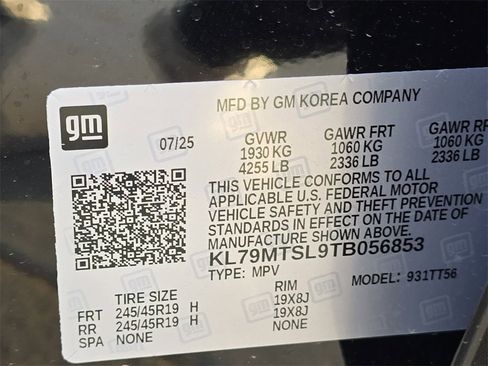 MFD BY GM KOREA COMPANY
gm
07/25
GVWR GAWR FRT GAWR RR
1930 KG 1060 KG 1060 KG
4255 LB 2336 LB 2336 LB
THIS VEHICLE CONFORMS TO ALL
APPLICABLE U.S. FEDERAL MOTOR
VEHICLE SAFETY AND THEFT PREVENTION
STANDARDS IN EFFECT ON THE DATE OF
MANUFACTURE SHOWN ABOVE.
KL79MTSL9TB056853
TYPE: MPV MODEL: 931TT56
TIRE SIZE RIM
FRT 245/45R19 H 19X8J
RR 245/45R19 H 19X8J
SPA NONE NONE